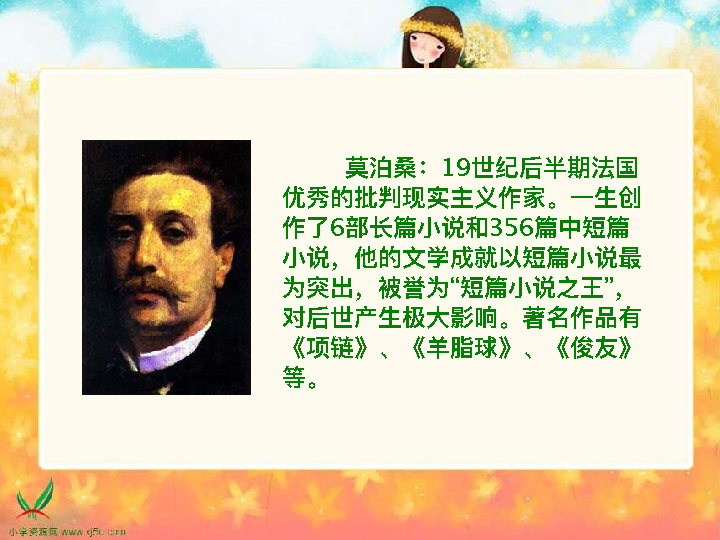 莫泊桑：19世纪后半期法国
优秀的批判现实主义作家。一生创
作了6部长篇小说和356篇中短篇
小说，他的文学成就以短篇小说最
为突出，被誉为“短篇小说之王”，
对后世产生极大影响。著名作品有
《项链》、《羊脂球》、《俊友》
等。
小学资源网